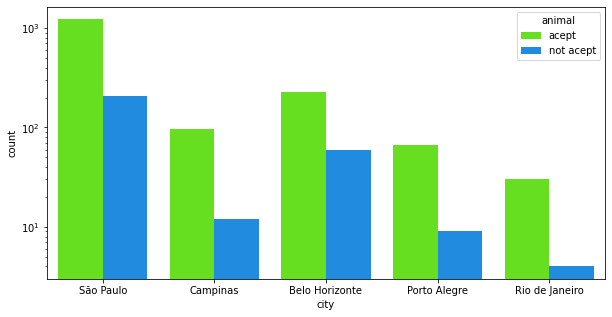 animal
acept
not acept
10³
10²
10¹
count
São Paulo Campinas Belo Horizonte Porto Alegre Rio de Janeiro
city